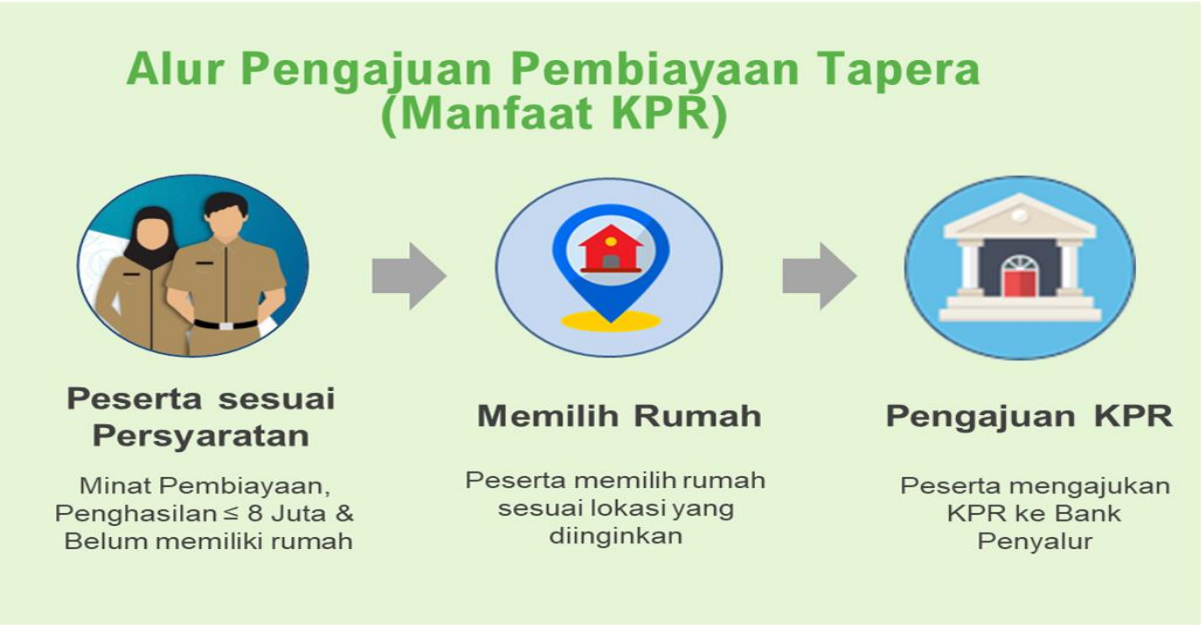 Alur Pengajuan Pembiayaan Tapera
(Manfaat KPR)
Peserta sesuai
Persyaratan
Minat Pembiayaan,
Penghasilan ≤ 8 Juta &
Belum memiliki rumah
Memilih Rumah
Peserta memilih rumah
sesuai lokasi yang
diinginkan
Pengajuan KPR
Peserta mengajukan
KPR ke Bank
Penyalur